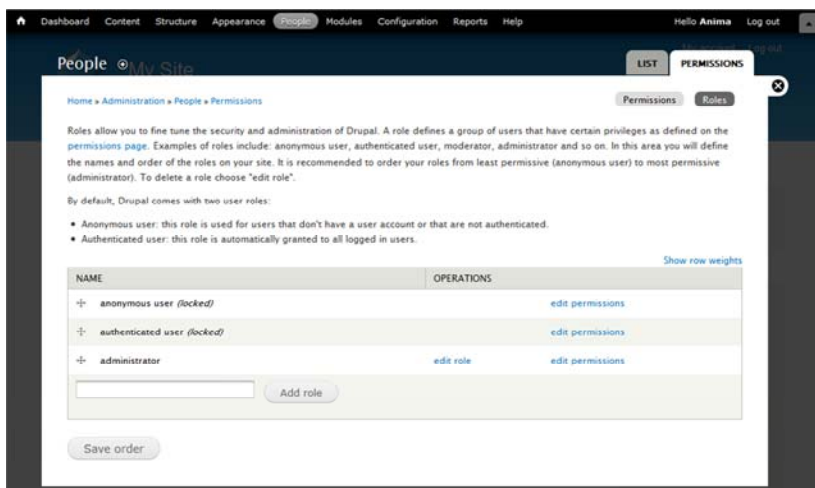 Dashboard Content Structure Appearance People Modules Configuration Reports Help Hello Anima Log out
My account Log out
People My Site LIST PERMISSIONS
Home » Administration » People » Permissions Permissions Roles
Roles allow you to fine tune the security and administration of Drupal. A role defines a group of users that have certain privileges as defined on the
permissions page. Examples of roles include: anonymous user, authenticated user, moderator, administrator and so on. In this area you will define
the names and order of the roles on your site. It is recommended to order your roles from least permissive (anonymous user) to most permissive
(administrator). To delete a role choose "edit role".
By default, Drupal comes with two user roles:
• Anonymous user: this role is used for users that don't have a user account or that are not authenticated.
• Authenticated user: this role is automatically granted to all logged in users.
Show row weights
NAME OPERATIONS
anonymous user (locked) edit permissions
authenticated user (locked) edit permissions
administrator edit role edit permissions
Add role
Save order